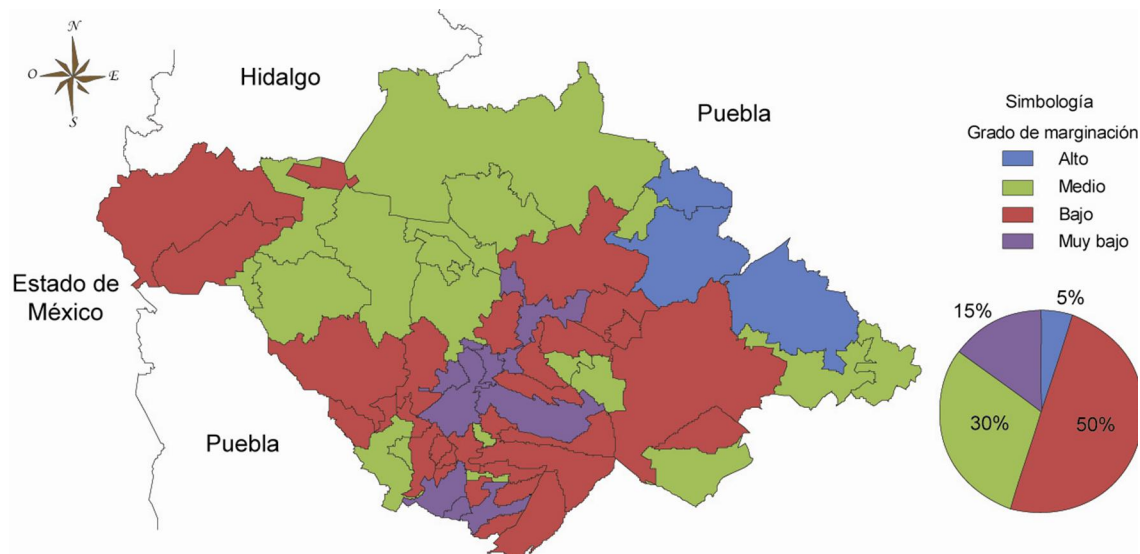 N
O
E
S
Hidalgo
Puebla
Estado de
México
Puebla
Simbología
Grado de marginación
Alto
Medio
Bajo
Muy bajo
15%
5%
30%
50%